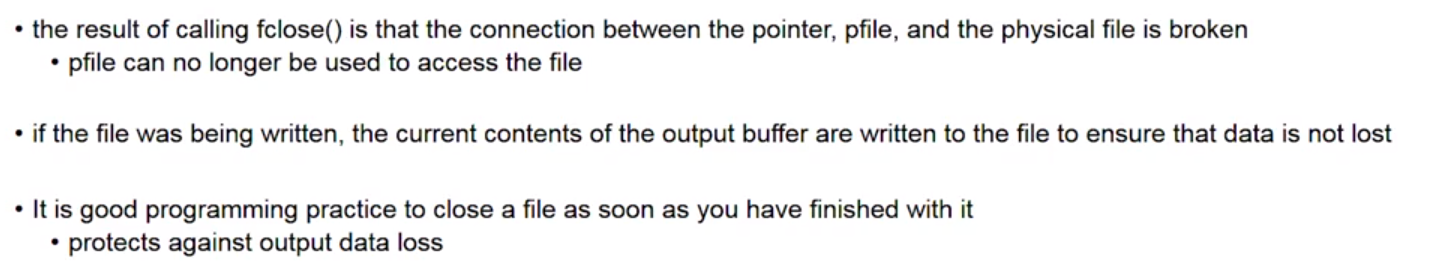 • the result of calling fclose() is that the connection between the pointer, pfile, and the physical file is broken
• pfile can no longer be used to access the file
• if the file was being written, the current contents of the output buffer are written to the file to ensure that data is not lost
• It is good programming practice to close a file as soon as you have finished with it
• protects against output data loss